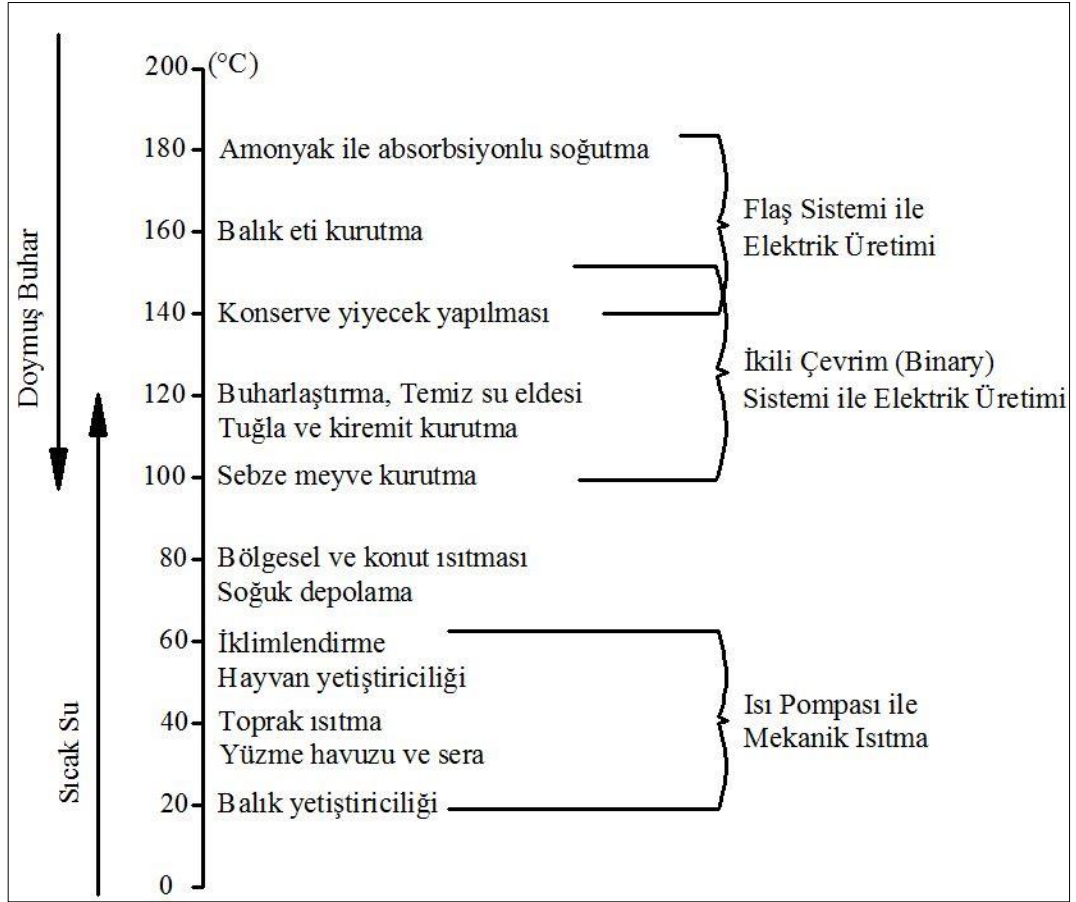 200 (°C)
180 Amonyak ile absorbsiyonlu soğutma
160 Balık eti kurutma
140 Konserve yiyecek yapılması
120 Buharlaştırma, Temiz su eldesi
Tuğla ve kiremit kurutma
100 Sebze meyve kurutma
80 Bölgesel ve konut ısıtması
Soğuk depolama
60 İklimlendirme
Hayvan yetiştiriciliği
40 Toprak ısıtma
Yüzme havuzu ve sera
20 Balık yetiştiriciliği
0
Doymuş Buhar
Sıcak Su
Flaş Sistemi ile
Elektrik Üretimi
İkili Çevrim (Binary)
Sistemi ile Elektrik Üretimi
Isı Pompası ile
Mekanik Isıtma